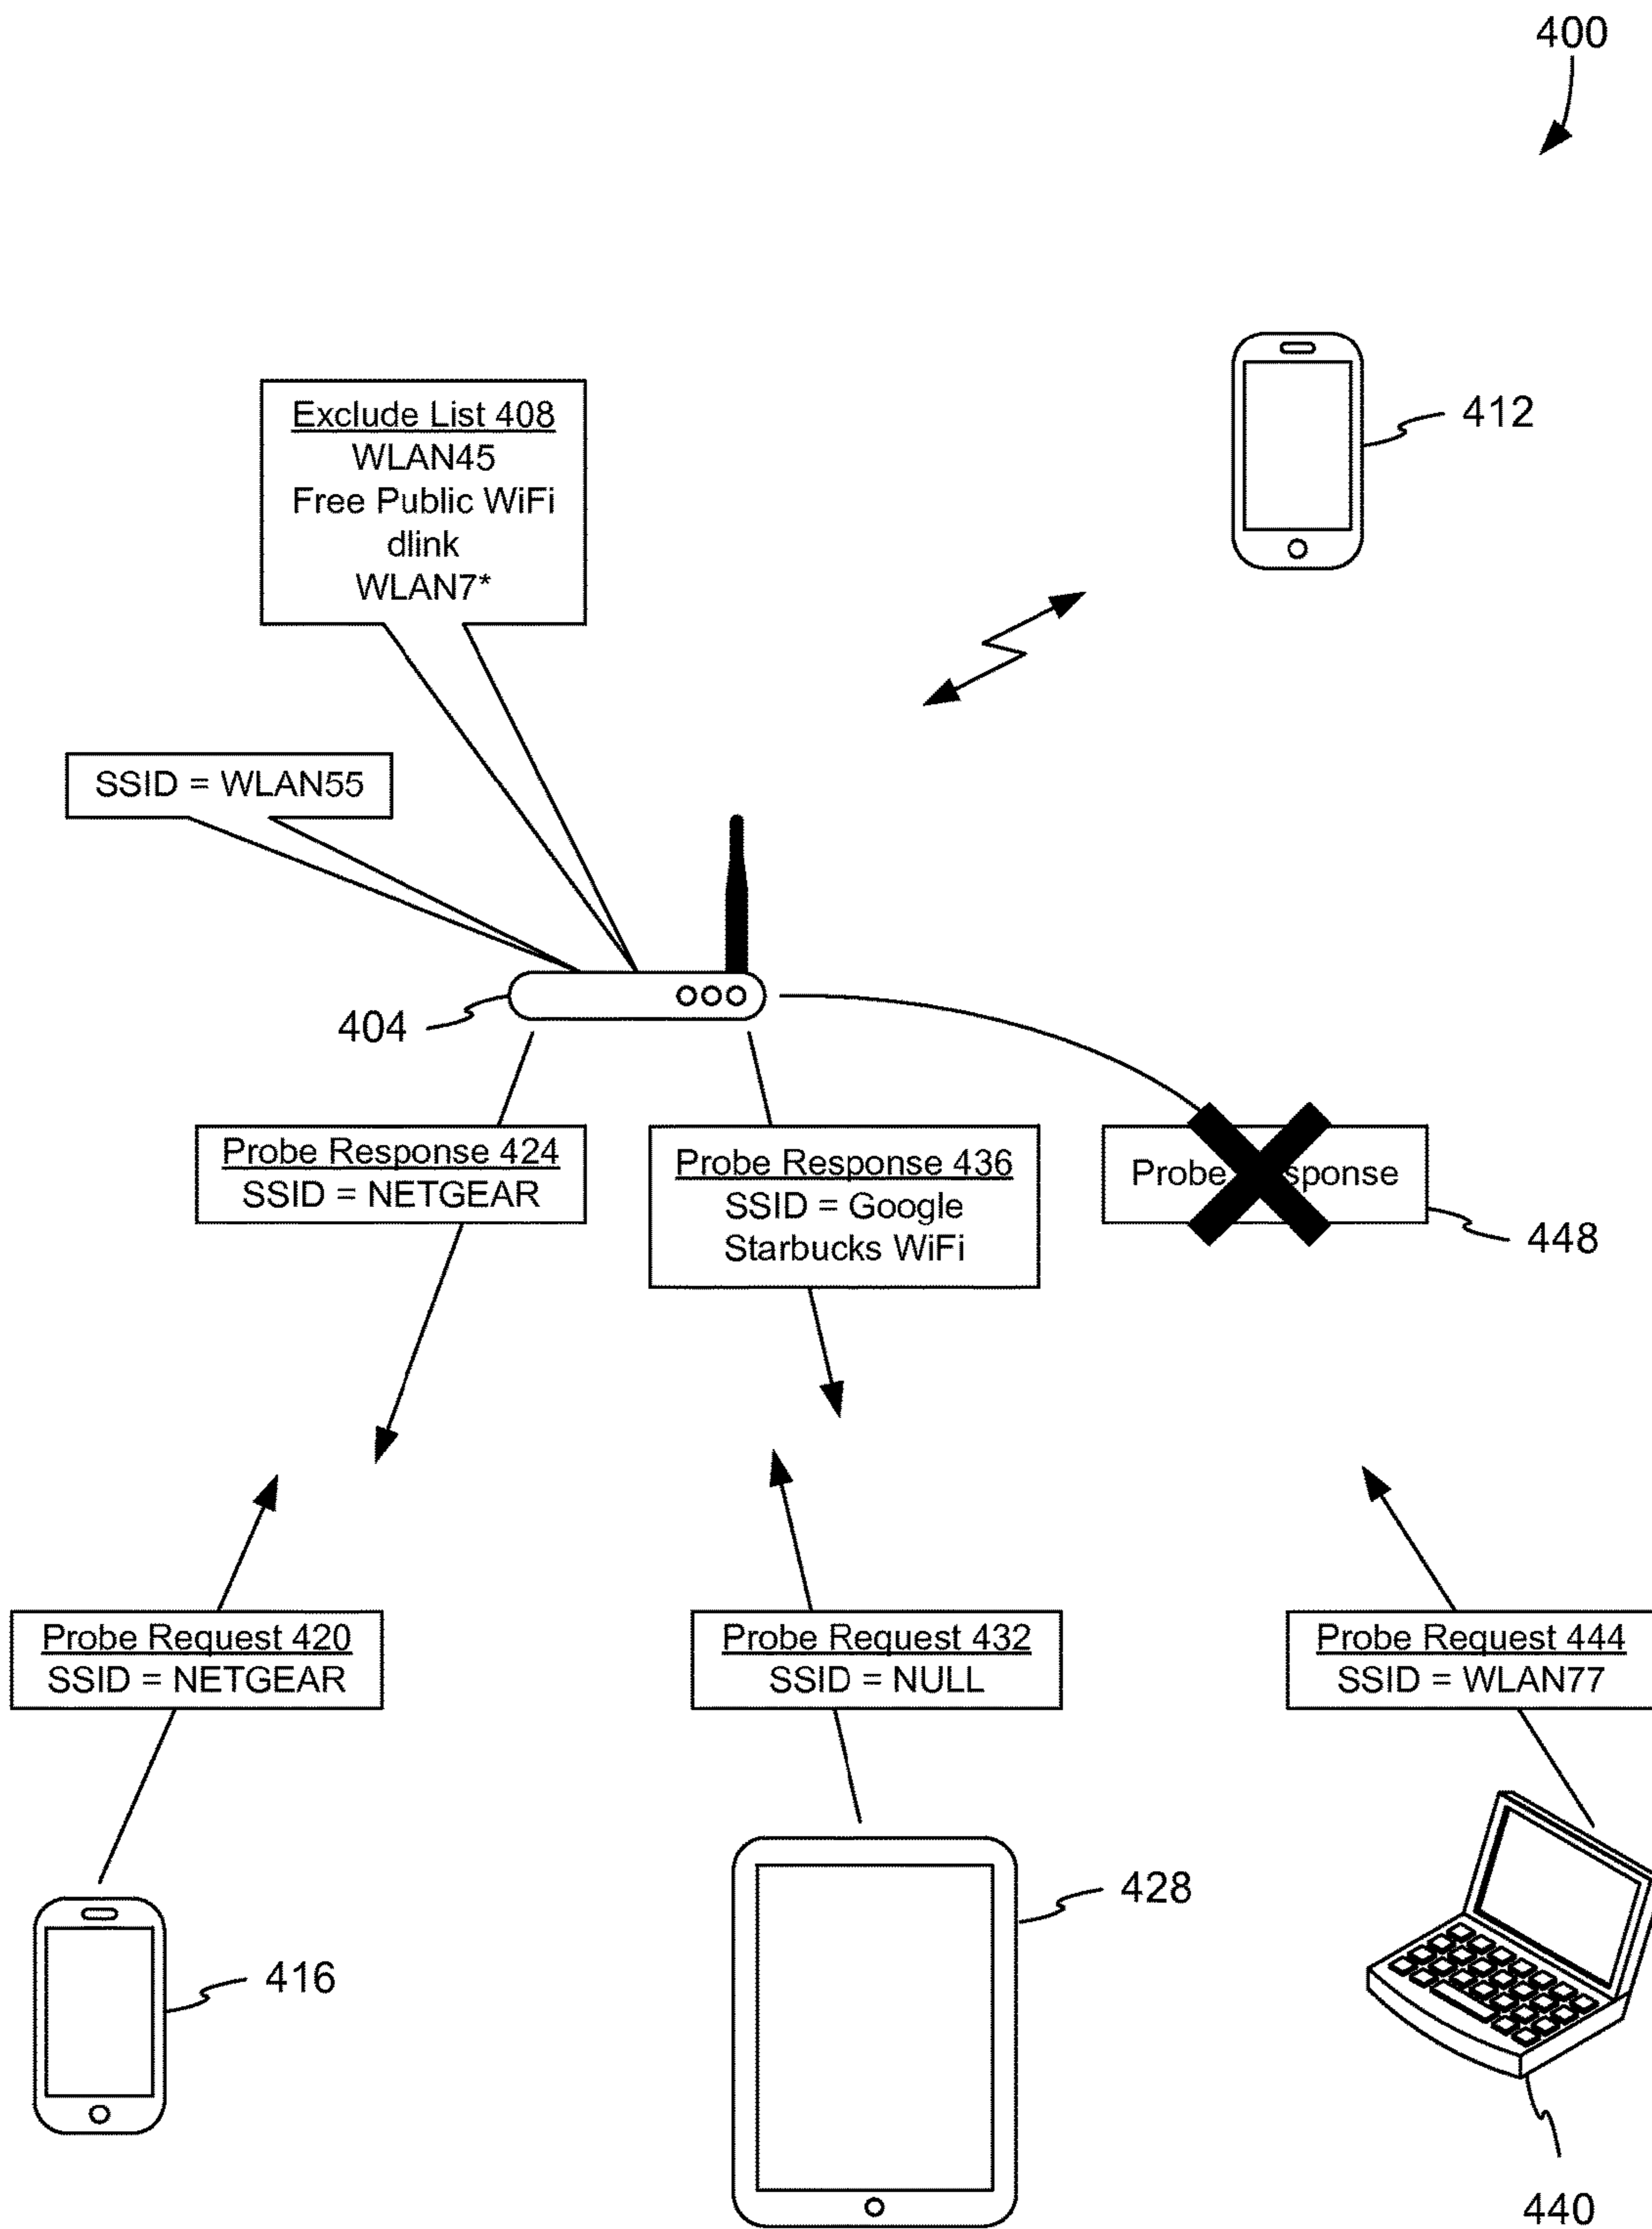 400
412
Exclude List 408
WLAN45
Free Public WiFi
dlink
WLAN7*
SSID = WLAN55
404
Probe Response 424
SSID = NETGEAR
Probe Response 436
SSID = Google
Starbucks WiFi
Probe sponse
448
Probe Request 420
SSID = NETGEAR
Probe Request 432
SSID = NULL
Probe Request 444
SSID = WLAN77
416
428
440